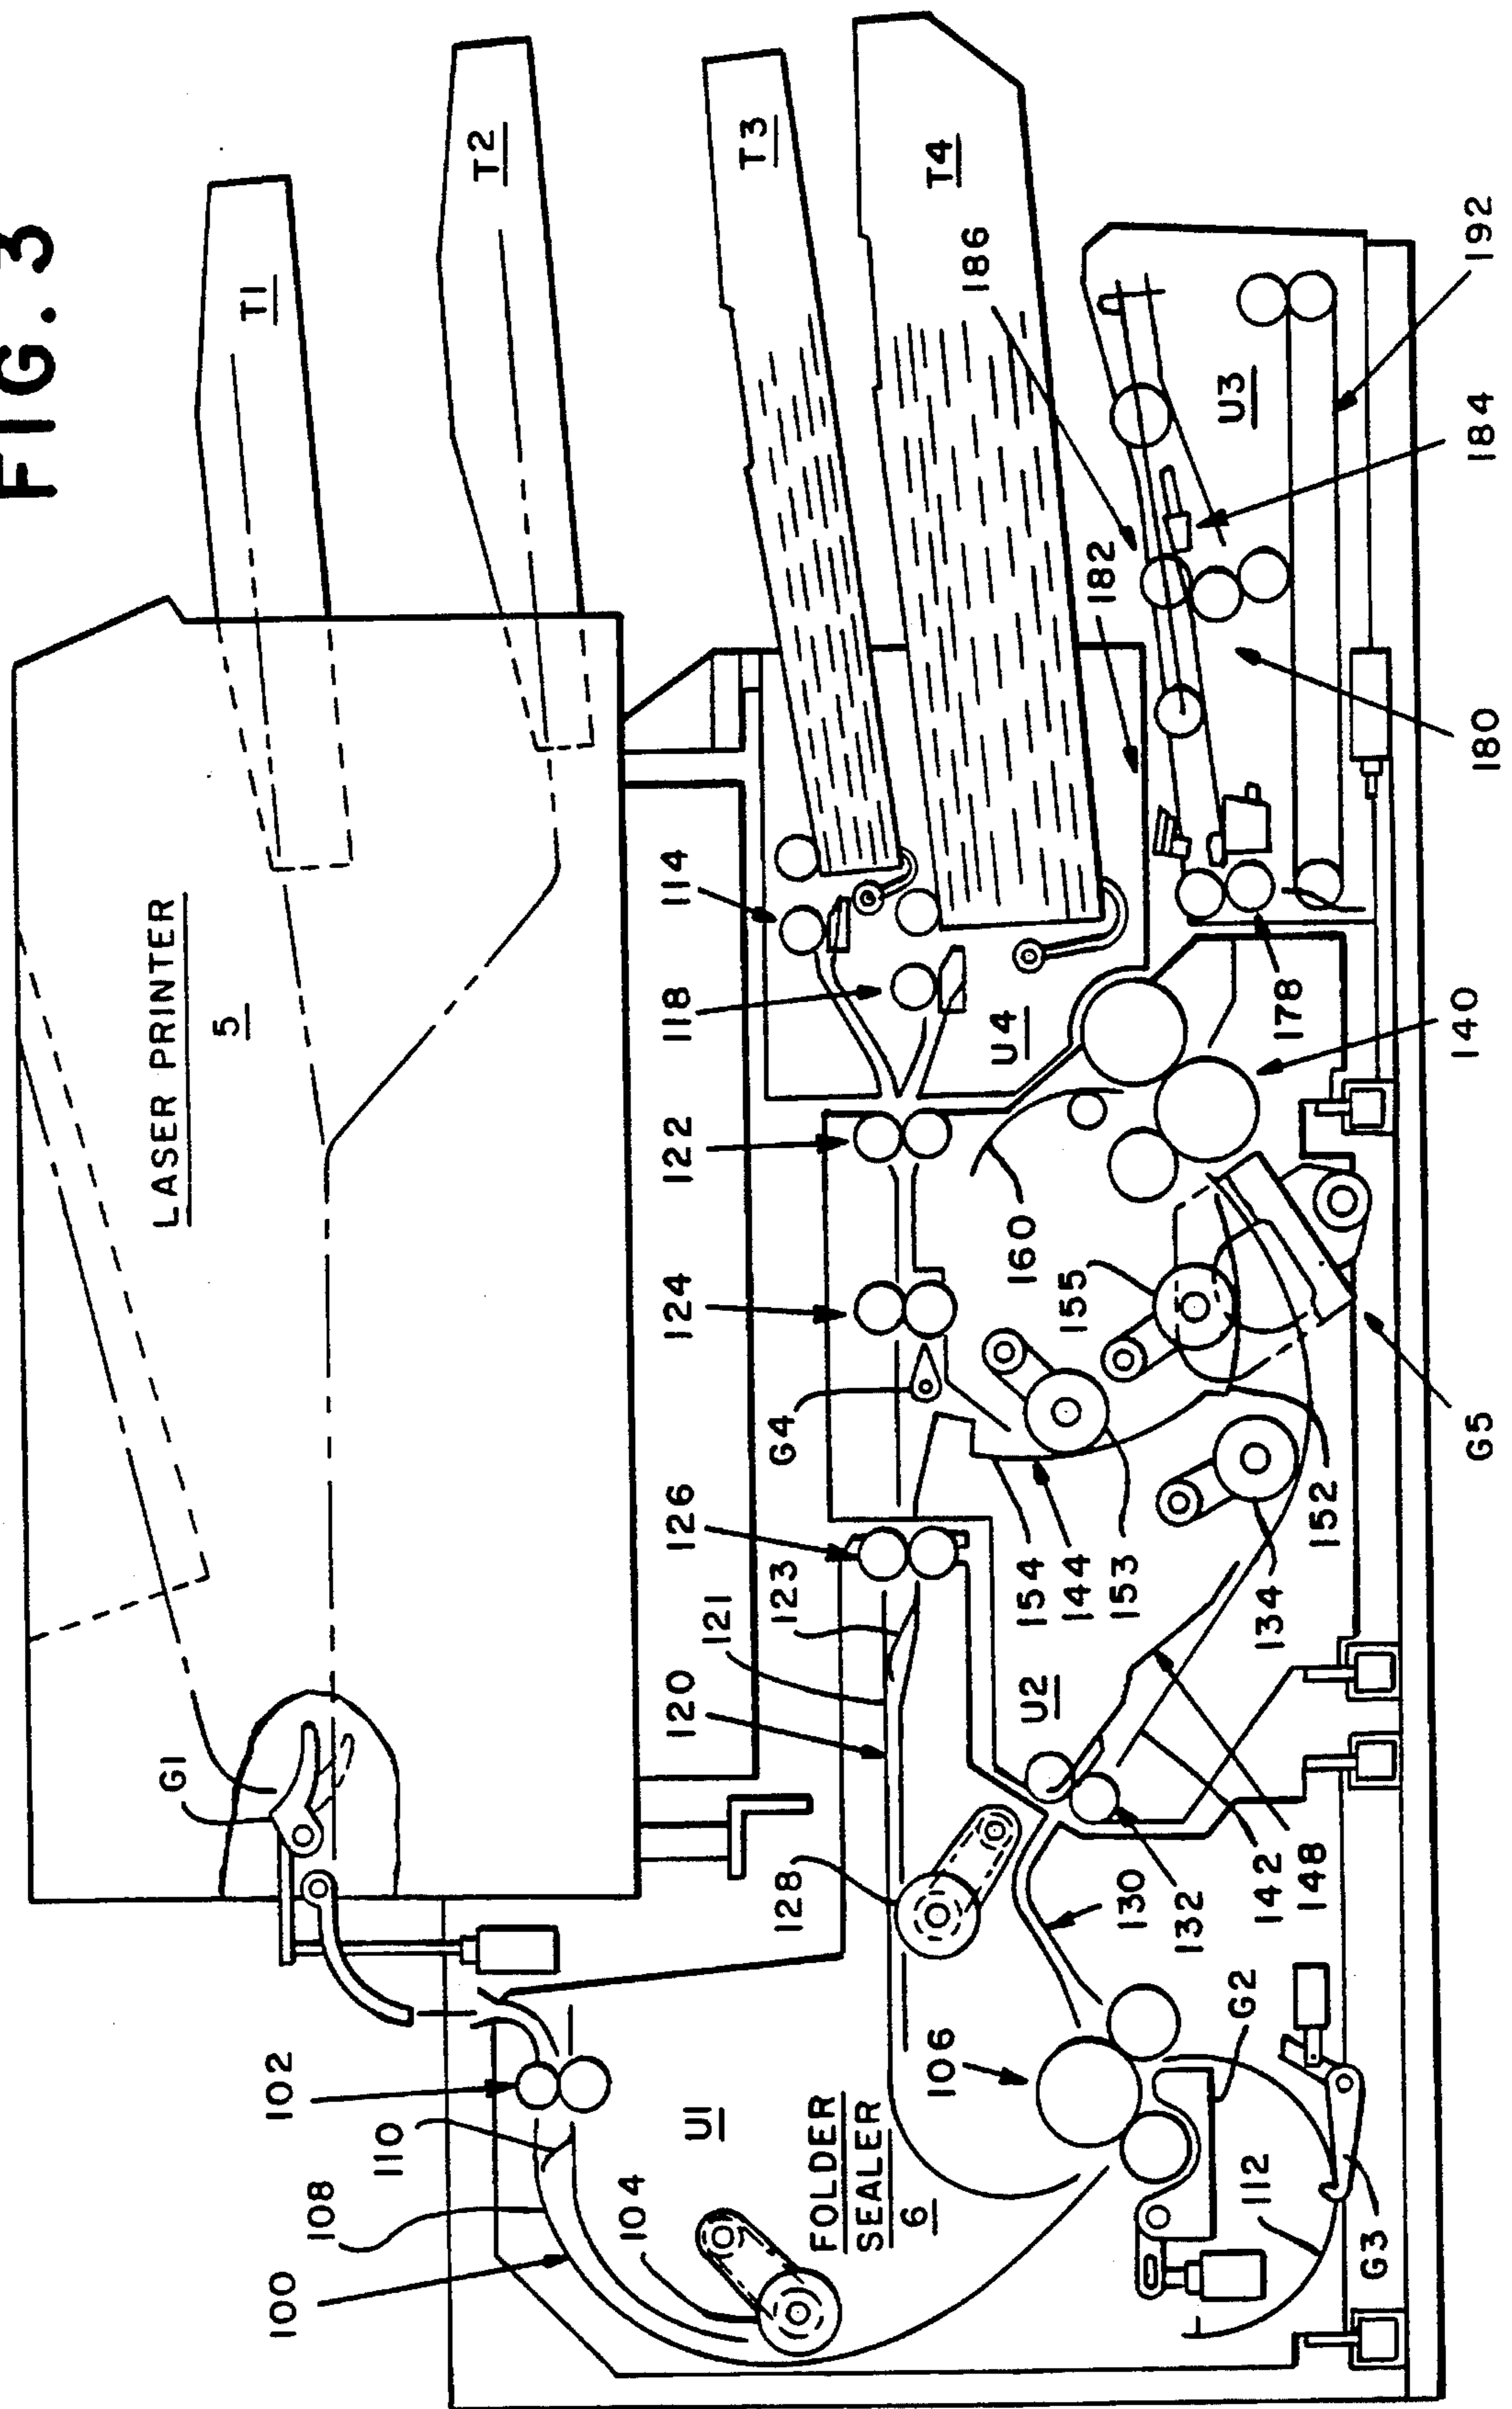 FIG. 3
T1
T2
T3
T4
LASER PRINTER
5
G1
102
110
108
100
104
U1
FOLDER
SEALER
6
106
G2
112
G3
128
120
121
123
126
G4
124
122
118
114
U4
160
155
154
144
153
U2
130
132
142
148
134
152
G5
140
178
180
182
186
U3
184
192